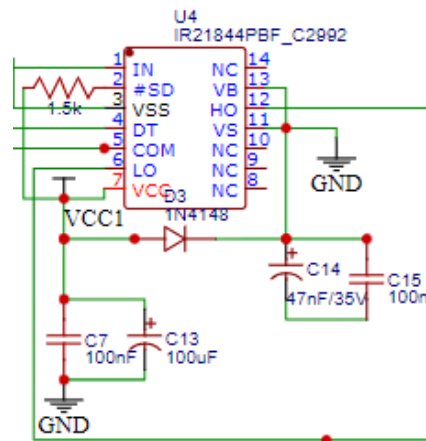 U4
IR21844PBF_C2992
1 IN NC 14
2 #SD VB 13
1.5k
3 VSS HO 12
4 DT VS 11
5 COM NC 10
6 LO NC 9
7 VCC NC 8
GND
VCC1
D3
1N4148
C14
47nF/35V
C15
100n
C7
100nF
C13
100uF
GND